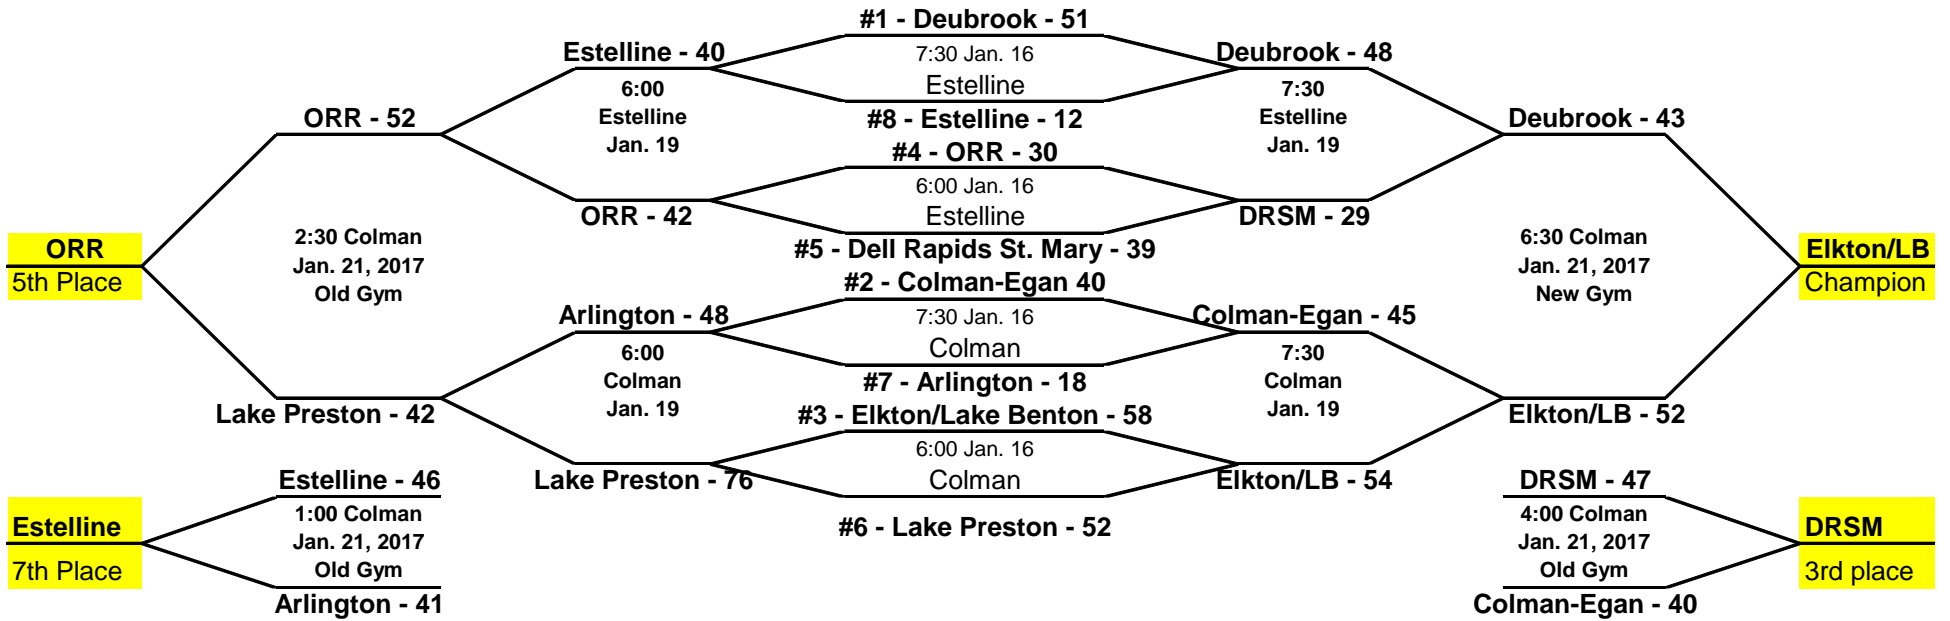 #1 - Deubrook - 51
Estelline - 40
7:30 Jan. 16
Deubrook - 48
6:00
Estelline
7:30
ORR - 52
Estelline
#8 - Estelline - 12
Estelline
Deubrook - 43
Jan. 19
#4 - ORR - 30
Jan. 19
6:00 Jan. 16
ORR - 42
Estelline
DRSM - 29
ORR
5th Place
2:30 Colman
Jan. 21, 2017
Old Gym
#5 - Dell Rapids St. Mary - 39
6:30 Colman
Jan. 21, 2017
New Gym
Elkton/LB
Champion
#2 - Colman-Egan 40
Arlington - 48
7:30 Jan. 16
Colman-Egan - 45
6:00
Colman
7:30
Colman
#7 - Arlington - 18
Colman
Jan. 19
Jan. 19
Lake Preston - 42
#3 - Elkton/Lake Benton - 58
Elkton/LB - 52
6:00 Jan. 16
Lake Preston - 76
Colman
Elkton/LB - 54
#6 - Lake Preston - 52
Estelline - 46
1:00 Colman
Jan. 21, 2017
Old Gym
Arlington - 41
Estelline
7th Place
DRSM - 47
4:00 Colman
Jan. 21, 2017
Old Gym
Colman-Egan - 40
DRSM
3rd place